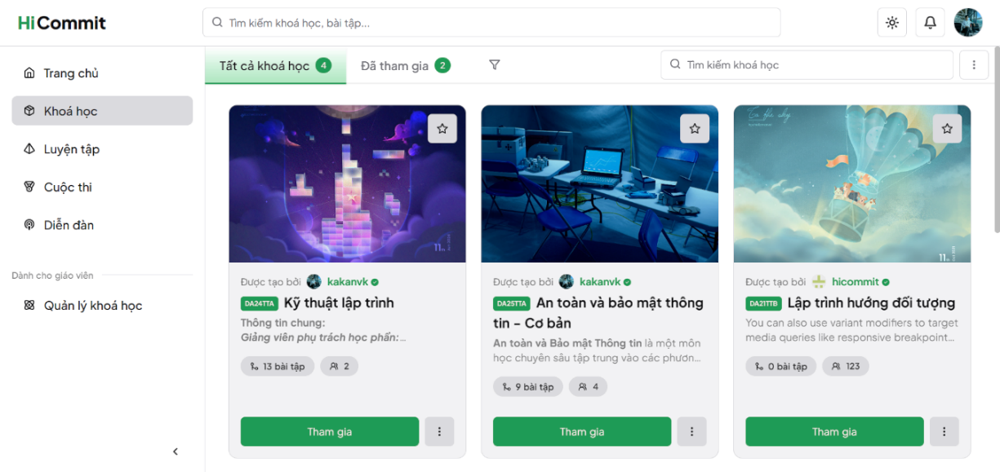 HiCommit
Tìm kiếm khoá học, bài tập...
Trang chủ
Khoá học
Luyện tập
Cuộc thi
Diễn đàn
Dành cho giáo viên
Quản lý khoá học
Tất cả khoá học 4
Đã tham gia 2
Tìm kiếm khoá học
11
Được tạo bởi kakanvk
DA24TTA Kỹ thuật lập trình
Thông tin chung:
Giảng viên phụ trách học phần:...
13 bài tập
2
Tham gia
Được tạo bởi kakanvk
DA25TTA An toàn và bảo mật thông
tin - Cơ bản
An toàn và Bảo mật Thông tin là một môn
học chuyên sâu tập trung vào các phươn...
9 bài tập
4
Tham gia
To the sky
11
Được tạo bởi hicommit
DA21TTB Lập trình hướng đối tượng
You can also use variant modifiers to target
media queries like responsive breakpoint...
0 bài tập
123
Tham gia